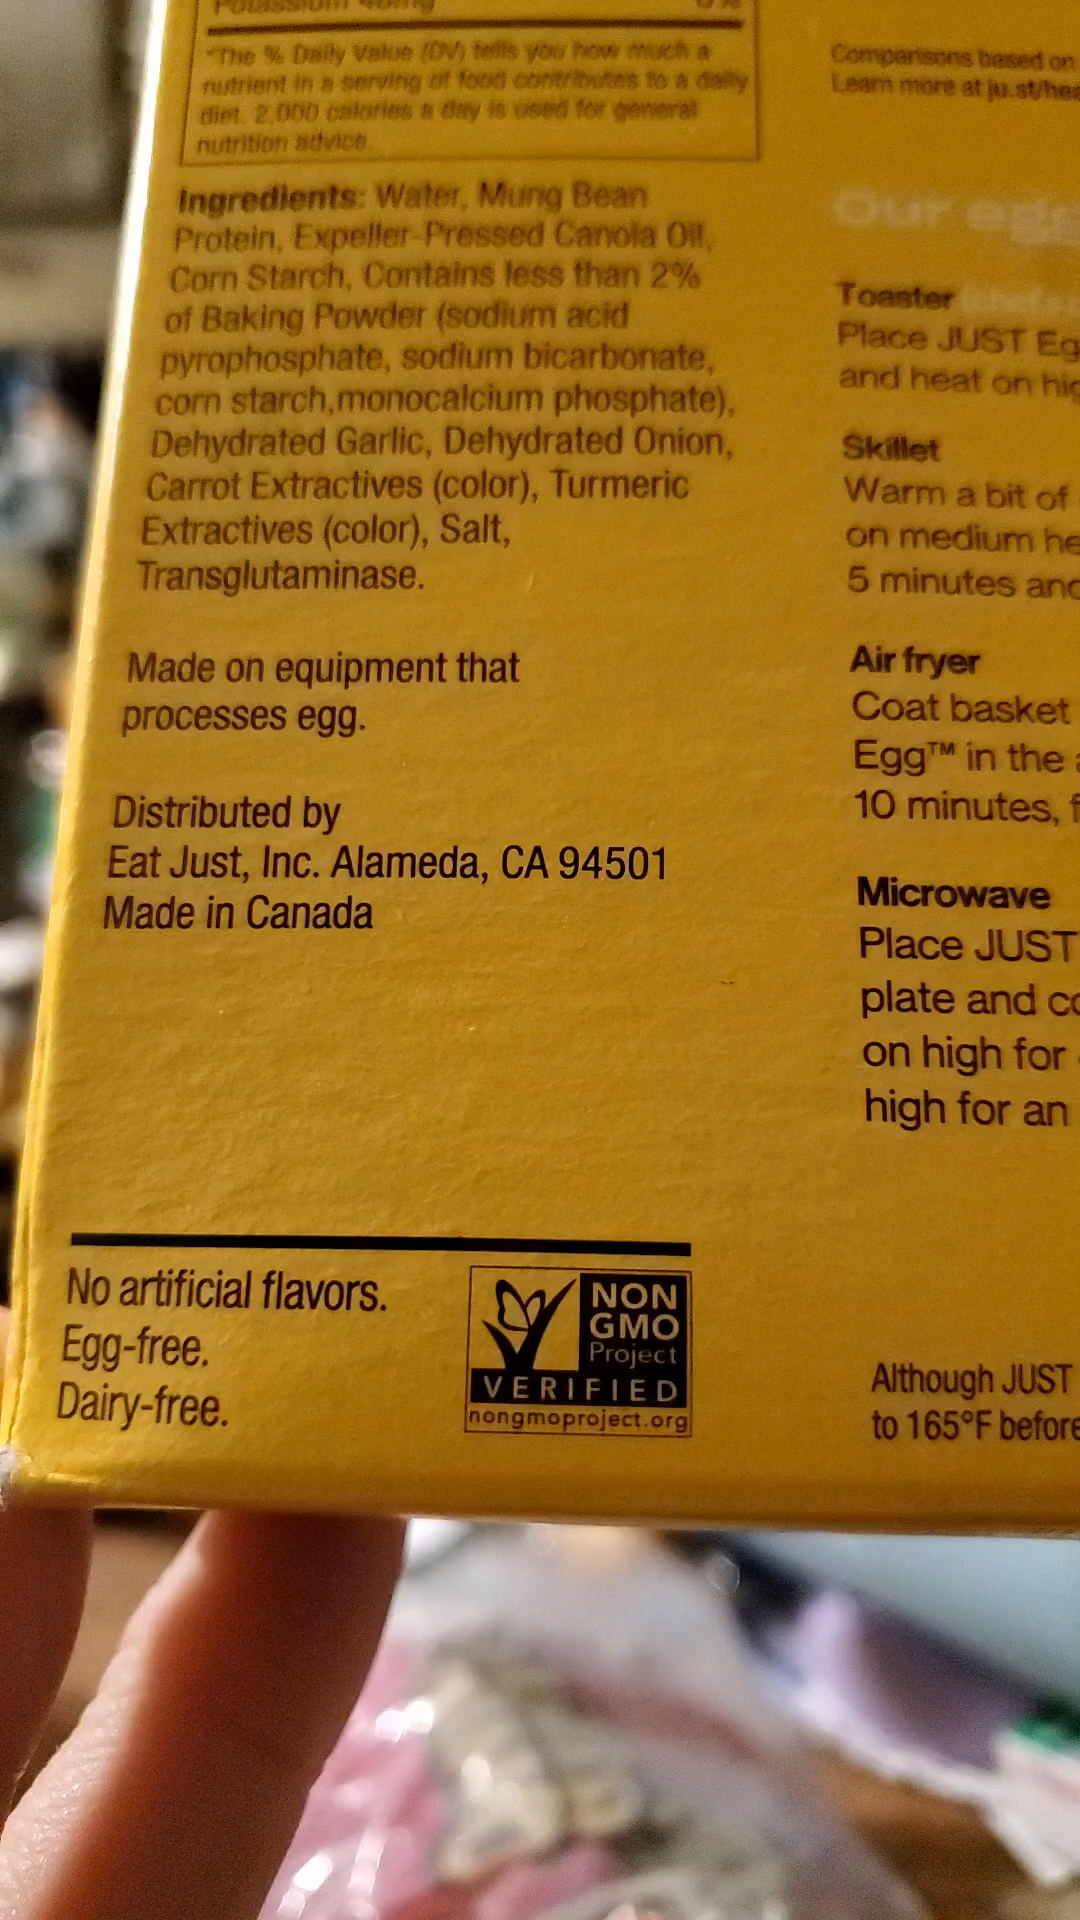 Potassium 40mg 0%
*The % Daily Value (DV) tells you how much a
nutrient in a serving of food contributes to a daily
diet. 2,000 calories a day is used for general
nutrition advice.
Ingredients: Water, Mung Bean
Protein, Expeller-Pressed Canola Oil,
Corn Starch, Contains less than 2%
of Baking Powder (sodium acid
pyrophosphate, sodium bicarbonate,
corn starch,monocalcium phosphate),
Dehydrated Garlic, Dehydrated Onion,
Carrot Extractives (color), Turmeric
Extractives (color), Salt,
Transglutaminase.
Made on equipment that
processes egg.
Distributed by
Eat Just, Inc. Alameda, CA 94501
Made in Canada
No artificial flavors.
Egg-free.
Dairy-free.
NON
GMO
Project
VERIFIED
nongmoproject.org
Comparisons based on
Learn more at ju.st/hea
Our egg
Toaster
Place JUST Eg
and heat on hig
Skillet
Warm a bit of
on medium he
5 minutes and
Air fryer
Coat basket
Egg™ in the a
10 minutes, f
Microwave
Place JUST
plate and co
on high for
high for an
Although JUST
to 165°F before